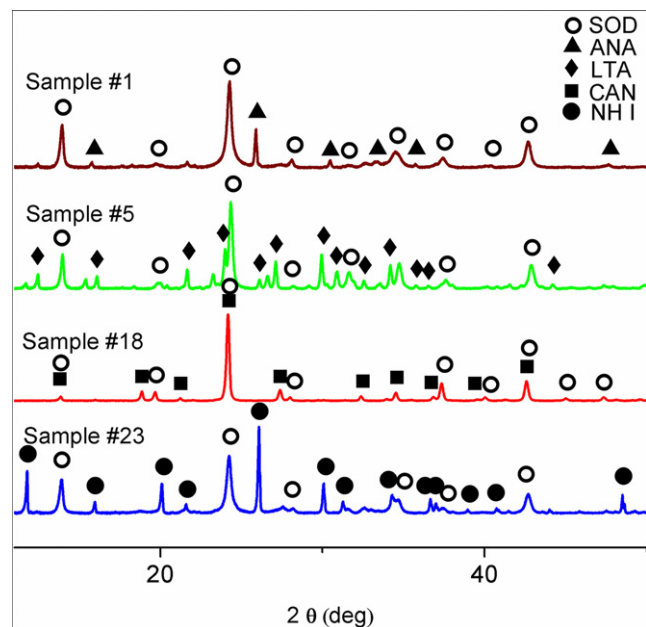 SOD
ANA
LTA
CAN
NH I
Sample #1
Sample #5
Sample #18
Sample #23
20
40
2 θ (deg)